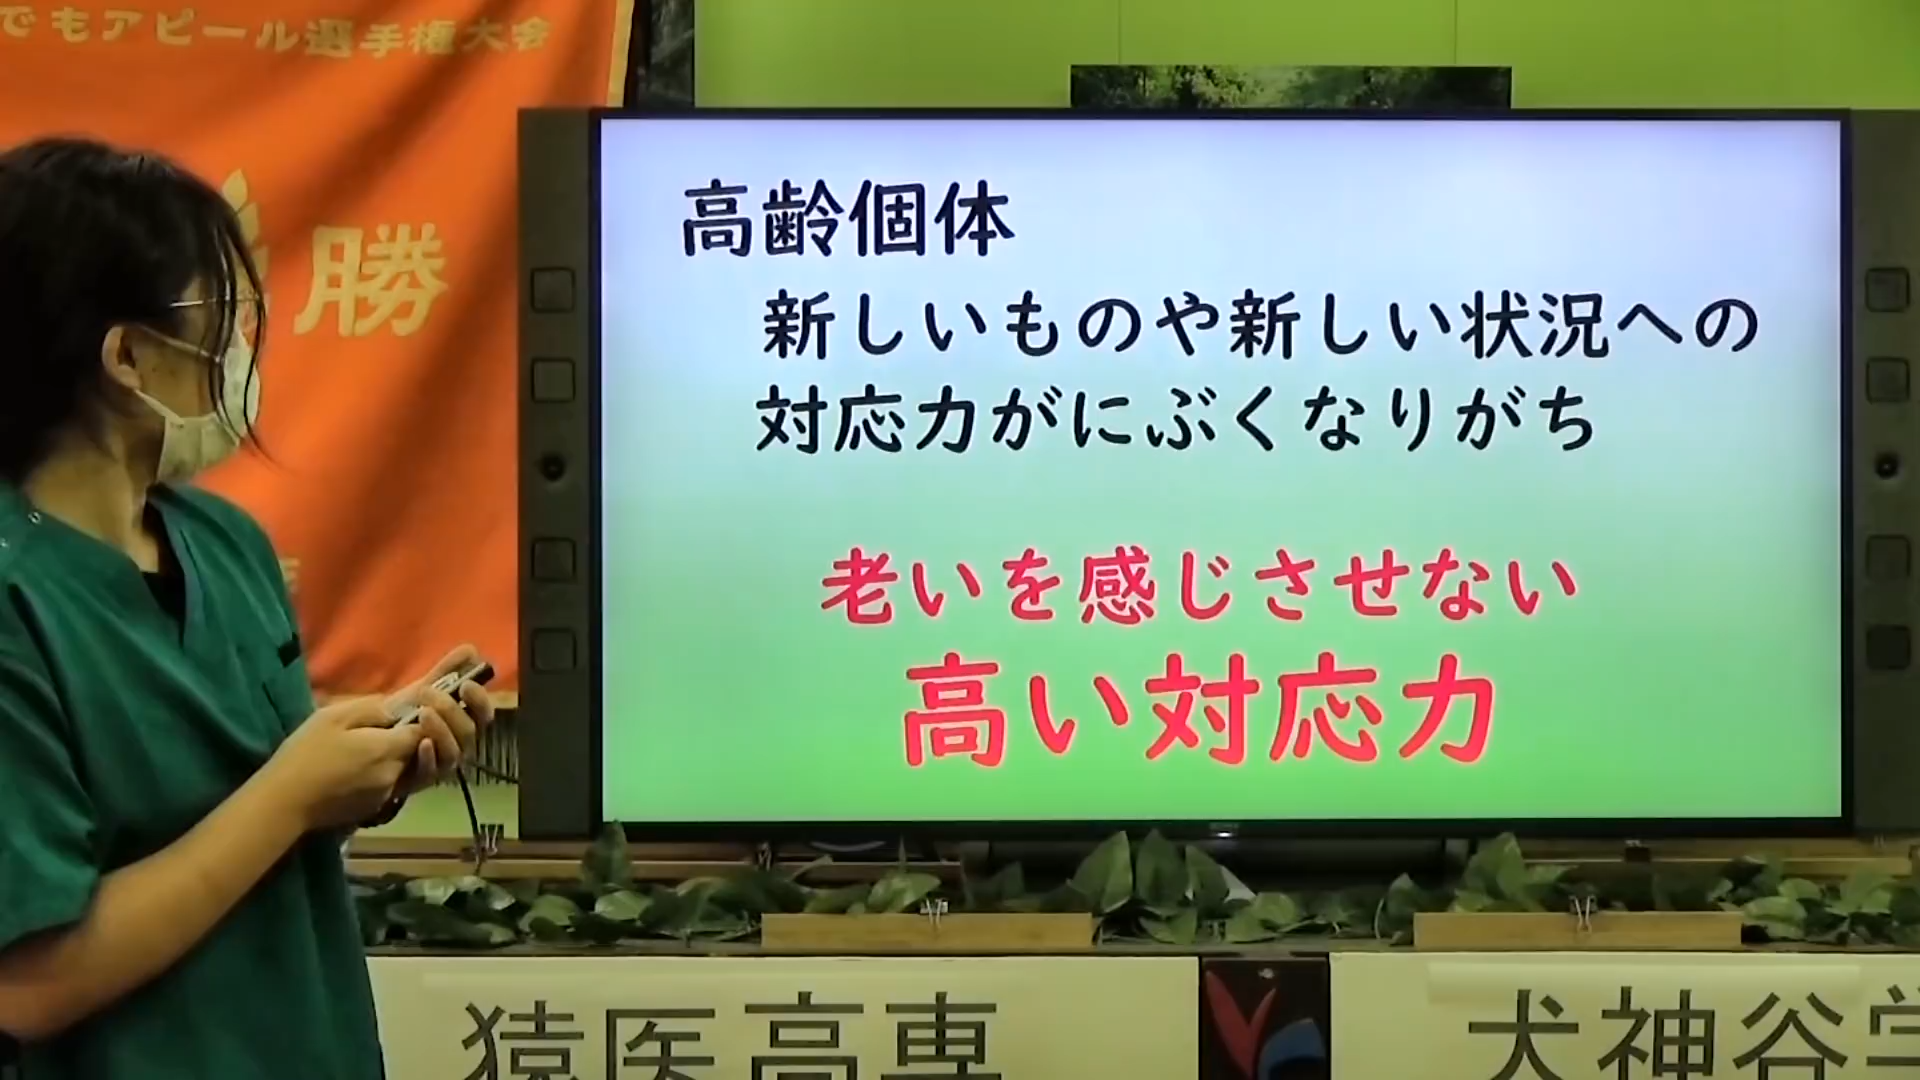 でもアピール選手権大会
勝
高齢個体
新しいものや新しい状況への
対応力がにぶくなりがち
老いを感じさせない
高い対応力
猿医高専
犬神谷学